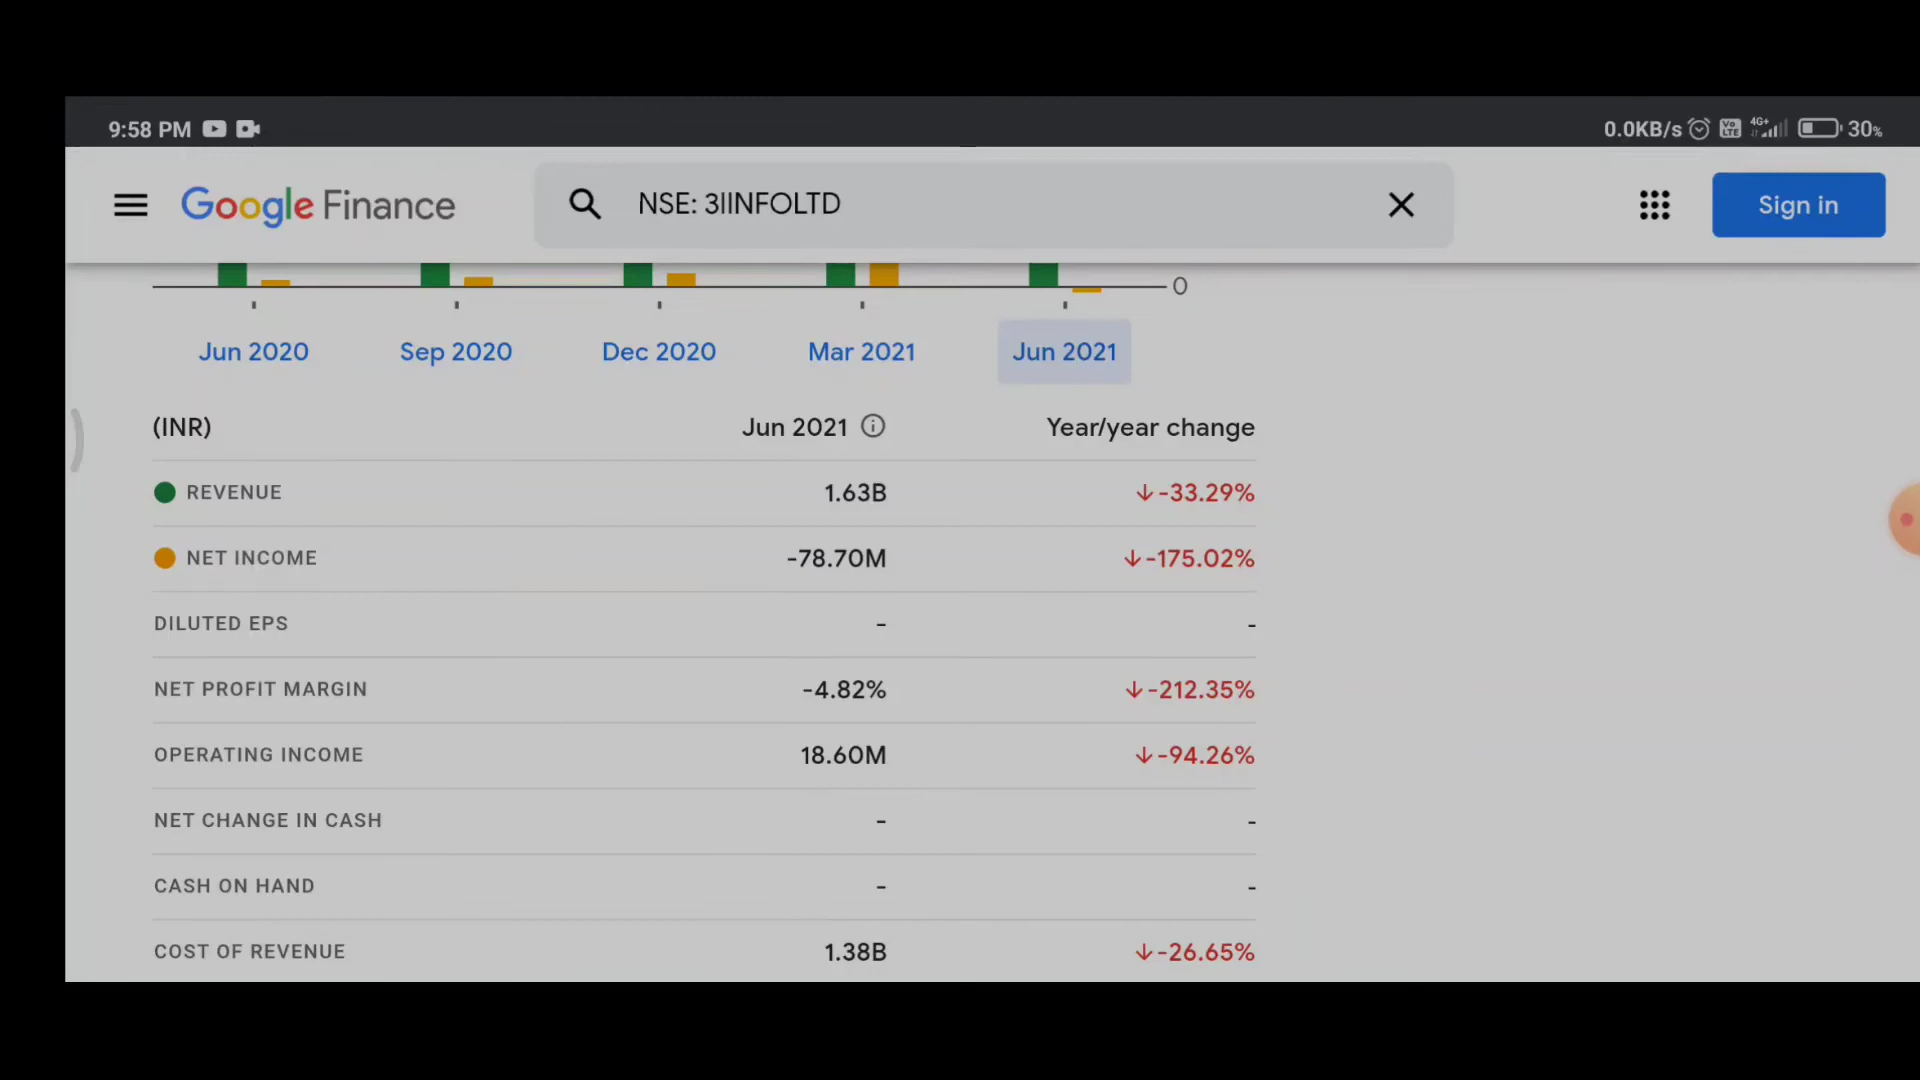 9:58 PM 0.0KB/s Vo LTE 4G+ 30%
Google Finance NSE: 3IINFOLTD Sign in
0
Jun 2020 Sep 2020 Dec 2020 Mar 2021 Jun 2021
(INR) Jun 2021 Year/year change
REVENUE 1.63B ↓-33.29%
NET INCOME -78.70M ↓-175.02%
DILUTED EPS - -
NET PROFIT MARGIN -4.82% ↓-212.35%
OPERATING INCOME 18.60M ↓-94.26%
NET CHANGE IN CASH - -
CASH ON HAND - -
COST OF REVENUE 1.38B ↓-26.65%